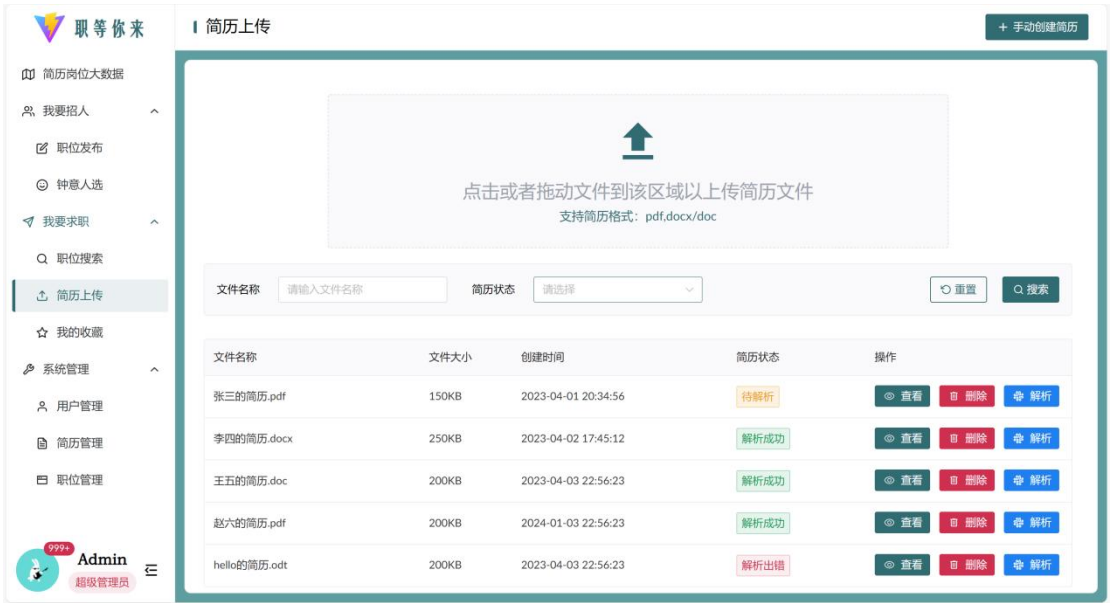 职等你来
简历岗位大数据
我要招人
职位发布
钟意人选
我要求职
职位搜索
简历上传
我的收藏
系统管理
用户管理
简历管理
职位管理
999+
Admin
超级管理员
简历上传
+ 手动创建简历
点击或者拖动文件到该区域以上传简历文件
支持简历格式：pdf,docx/doc
文件名称 请输入文件名称 简历状态 请选择 重置 搜索
文件名称 文件大小 创建时间 简历状态 操作
张三的简历.pdf 150KB 2023-04-01 20:34:56 待解析 查看 删除 解析
李四的简历.docx 250KB 2023-04-02 17:45:12 解析成功 查看 删除 解析
王五的简历.doc 200KB 2023-04-03 22:56:23 解析成功 查看 删除 解析
赵六的简历.pdf 200KB 2024-01-03 22:56:23 解析成功 查看 删除 解析
hello的简历.odt 200KB 2023-04-03 22:56:23 解析出错 查看 删除 解析